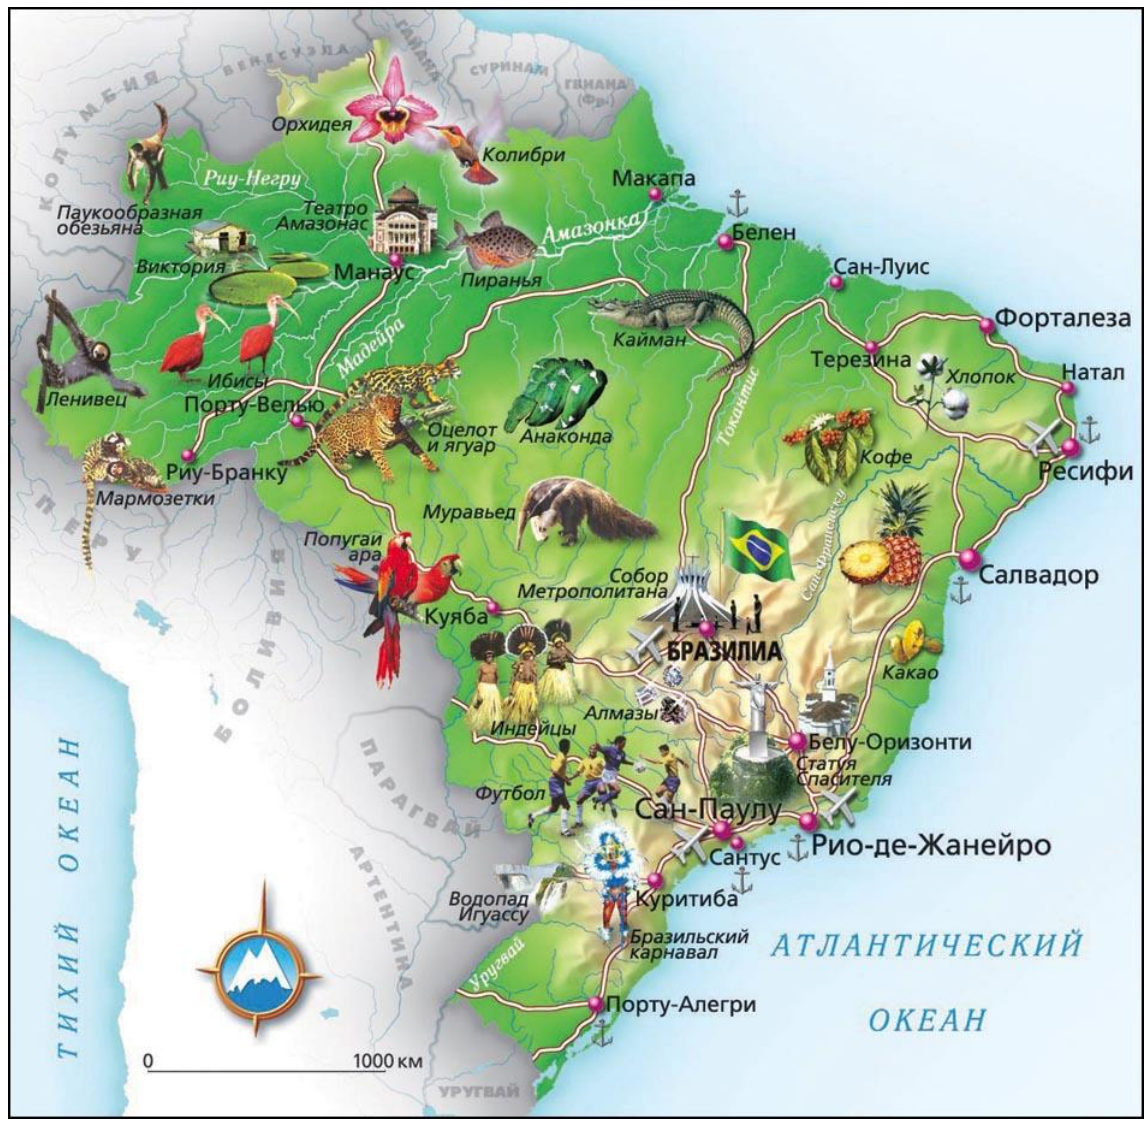 КОЛУМБИЯ
ВЕНЕСУЭЛА
ГАЙАНА
СУРИНАМ
ГВИАНА
(Фр.)
Орхидея
Колибри
Риу-Негру
Макапа
Паукообразная
обезьяна
Театро
Амазонас
Амазонка
Белен
Виктория
Манаус
Пиранья
Сан-Луис
Кайман
Форталеза
Мадейра
Терезина
Хлопок
Натал
Ленивец
Ибисы
Порту-Велью
Токантис
Оцелот
и ягуар
Анаконда
Кофе
Ресифи
Риу-Бранку
Мармозетки
ПЕРУ
Муравьед
Сан-Франсиску
Попугаи
ара
Собор
Метрополитана
Салвадор
БОЛИВИЯ
Куяба
БРАЗИЛИА
Какао
Индейцы
Алмазы
Белу-Оризонти
Статуя
Спасителя
ПАРАГВАЙ
Футбол
Сан-Паулу
Рио-де-Жанейро
Сантус
АРГЕНТИНА
Водопад
Игуассу
Куритиба
Бразильский
карнавал
АТЛАНТИЧЕСКИЙ
ОКЕАН
ТИХИЙ ОКЕАН
Уругвай
Порту-Алегри
0
1000 км
УРУГВАЙ